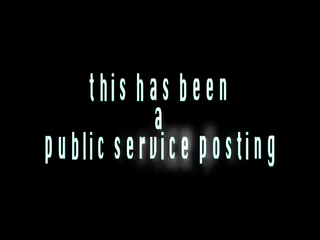 this has been
a
public service posting